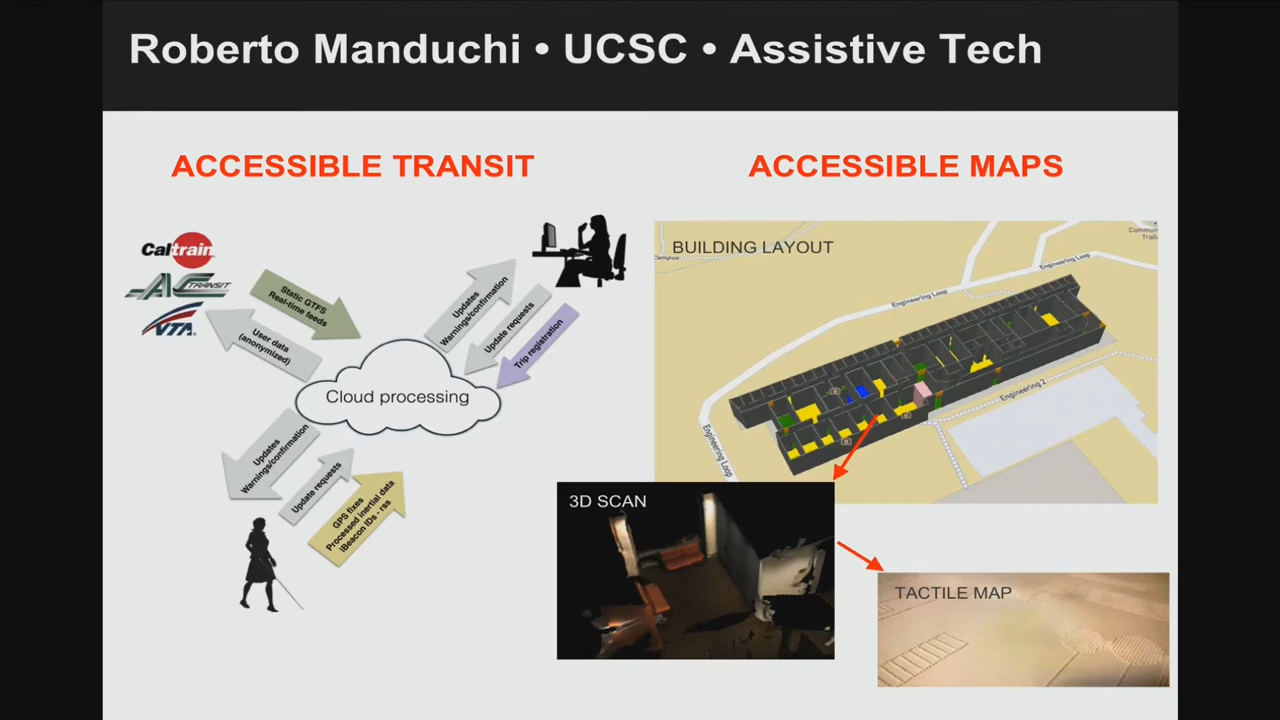 Roberto Manduchi • UCSC • Assistive Tech
ACCESSIBLE TRANSIT
Caltrain
AC TRANSIT
VTA
Static GTFS
Real-time feeds
User data
(anonymized)
Updates
Warnings/confirmation
Update requests
Trip registration
Cloud processing
Updates
Warnings/confirmation
Update requests
GPS fixes
Processed inertial data
iBeacon IDs - rss
ACCESSIBLE MAPS
BUILDING LAYOUT
Campus
Commun
Traile
Engineering Loop
Engineering Loop
Engineering Loop
Engineering 2
3D SCAN
TACTILE MAP